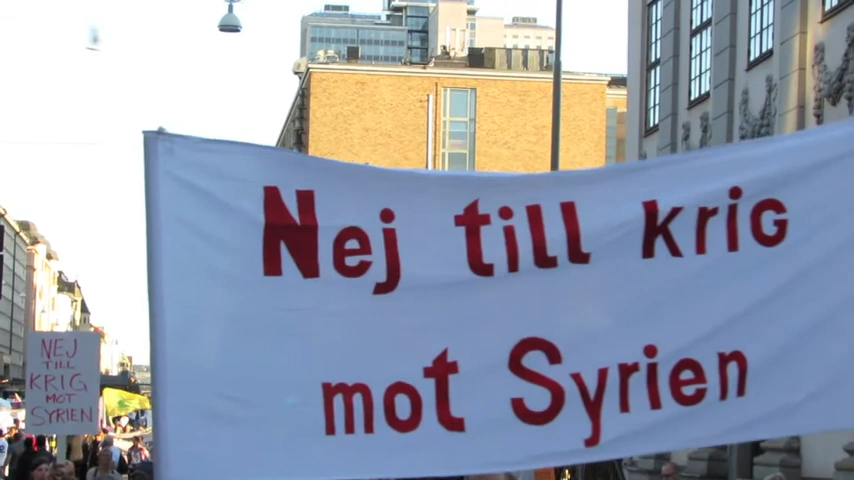 Nej till kriG
mot Syrien
NEJ
TILL
KRIG
MOT
SYRIEN